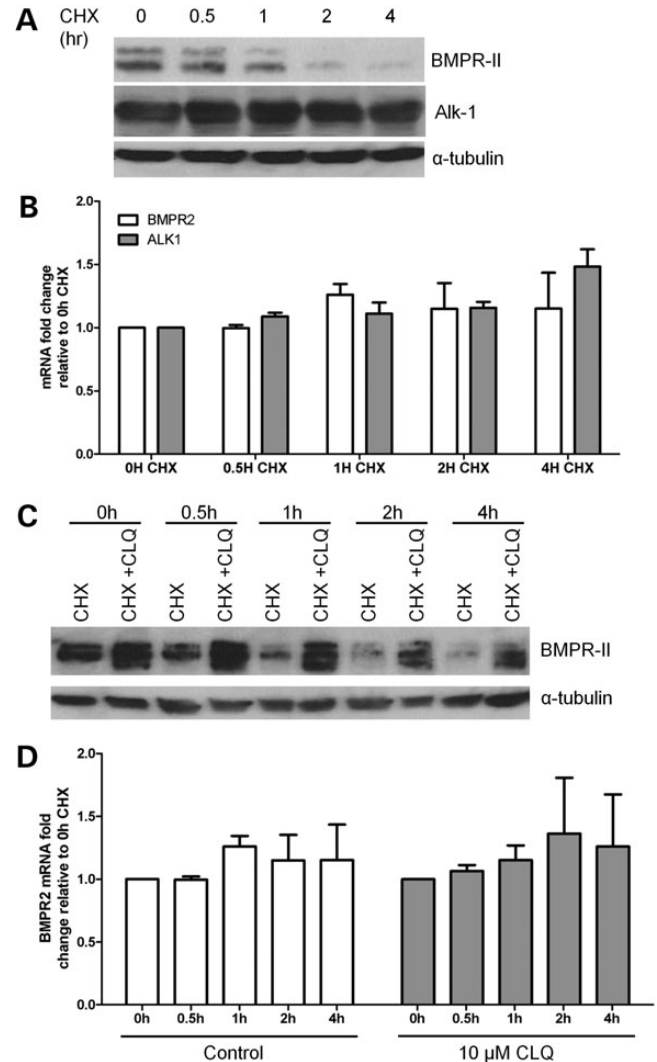 A
CHX 0 0.5 1 2 4
(hr)
BMPR-II
Alk-1
α-tubulin
B
mRNA fold change
relative to 0h CHX
2.0
1.5
1.0
0.5
0.0
BMPR2
ALK1
0H CHX 0.5H CHX 1H CHX 2H CHX 4H CHX
C
0h 0.5h 1h 2h 4h
CHX CHX +CLQ CHX CHX +CLQ CHX CHX +CLQ CHX CHX +CLQ CHX CHX +CLQ
BMPR-II
α-tubulin
D
BMPR2 mRNA fold
change relative to 0h CHX
2.0
1.5
1.0
0.5
0.0
0h 0.5h 1h 2h 4h 0h 0.5h 1h 2h 4h
Control 10 µM CLQ